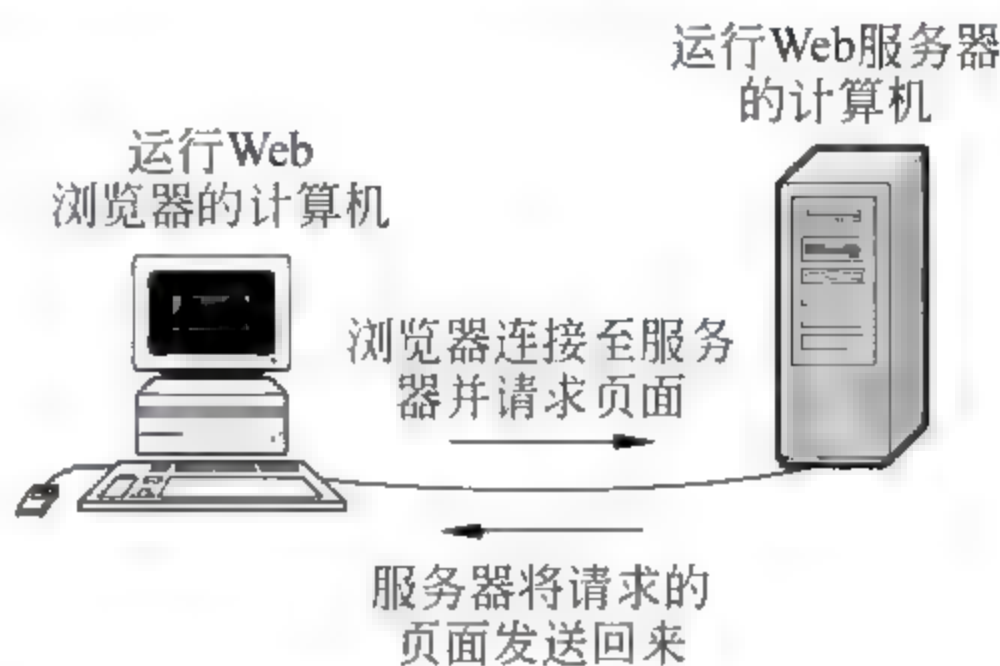 运行Web服务器
的计算机
运行Web
浏览器的计算机
浏览器连接至服务
器并请求页面
服务器将请求的
页面发送回来